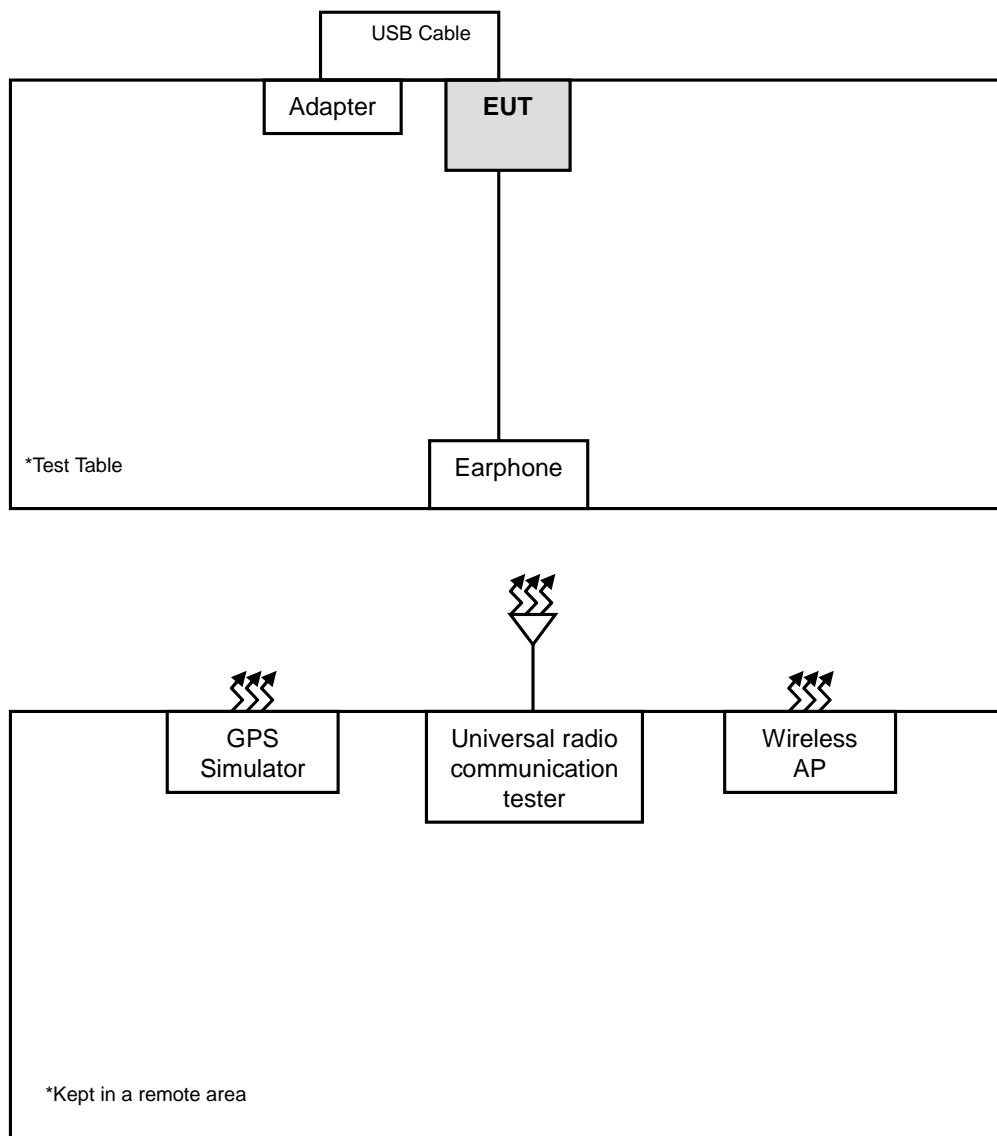 USB Cable
Adapter
EUT
*Test Table
Earphone
GPS
Simulator
Universal radio
communication
tester
Wireless
AP
*Kept in a remote area